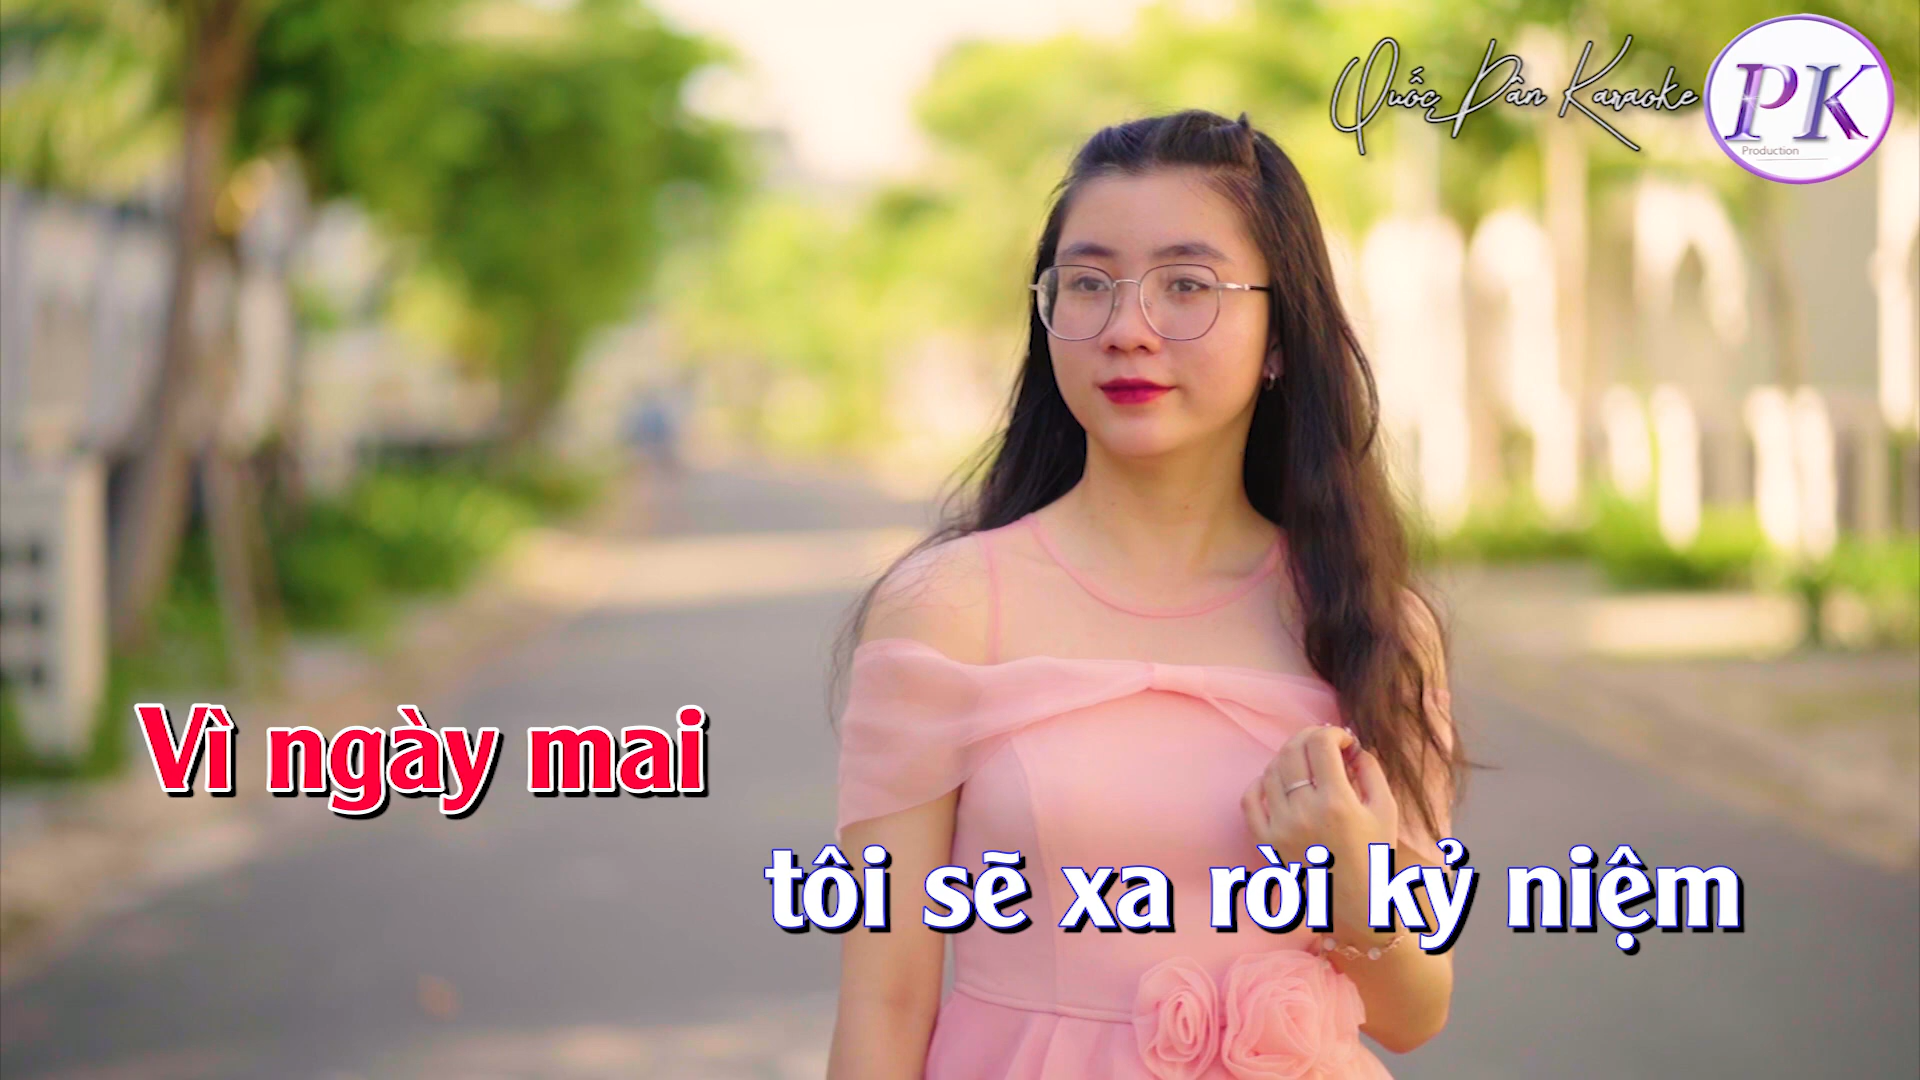 Quốc Dân Karaoke
PK
Production
Vì ngày mai
tôi sẽ xa rời kỷ niệm